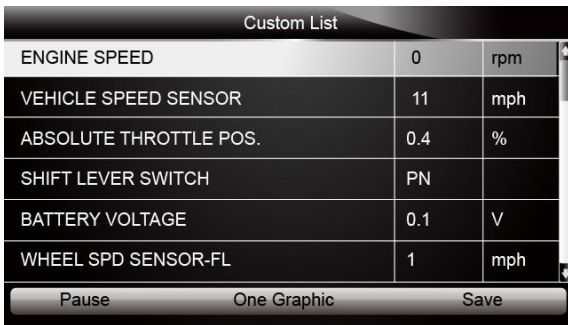 Custom List
ENGINE SPEED 0 rpm
VEHICLE SPEED SENSOR 11 mph
ABSOLUTE THROTTLE POS. 0.4 %
SHIFT LEVER SWITCH PN
BATTERY VOLTAGE 0.1 V
WHEEL SPD SENSOR-FL 1 mph
Pause One Graphic Save